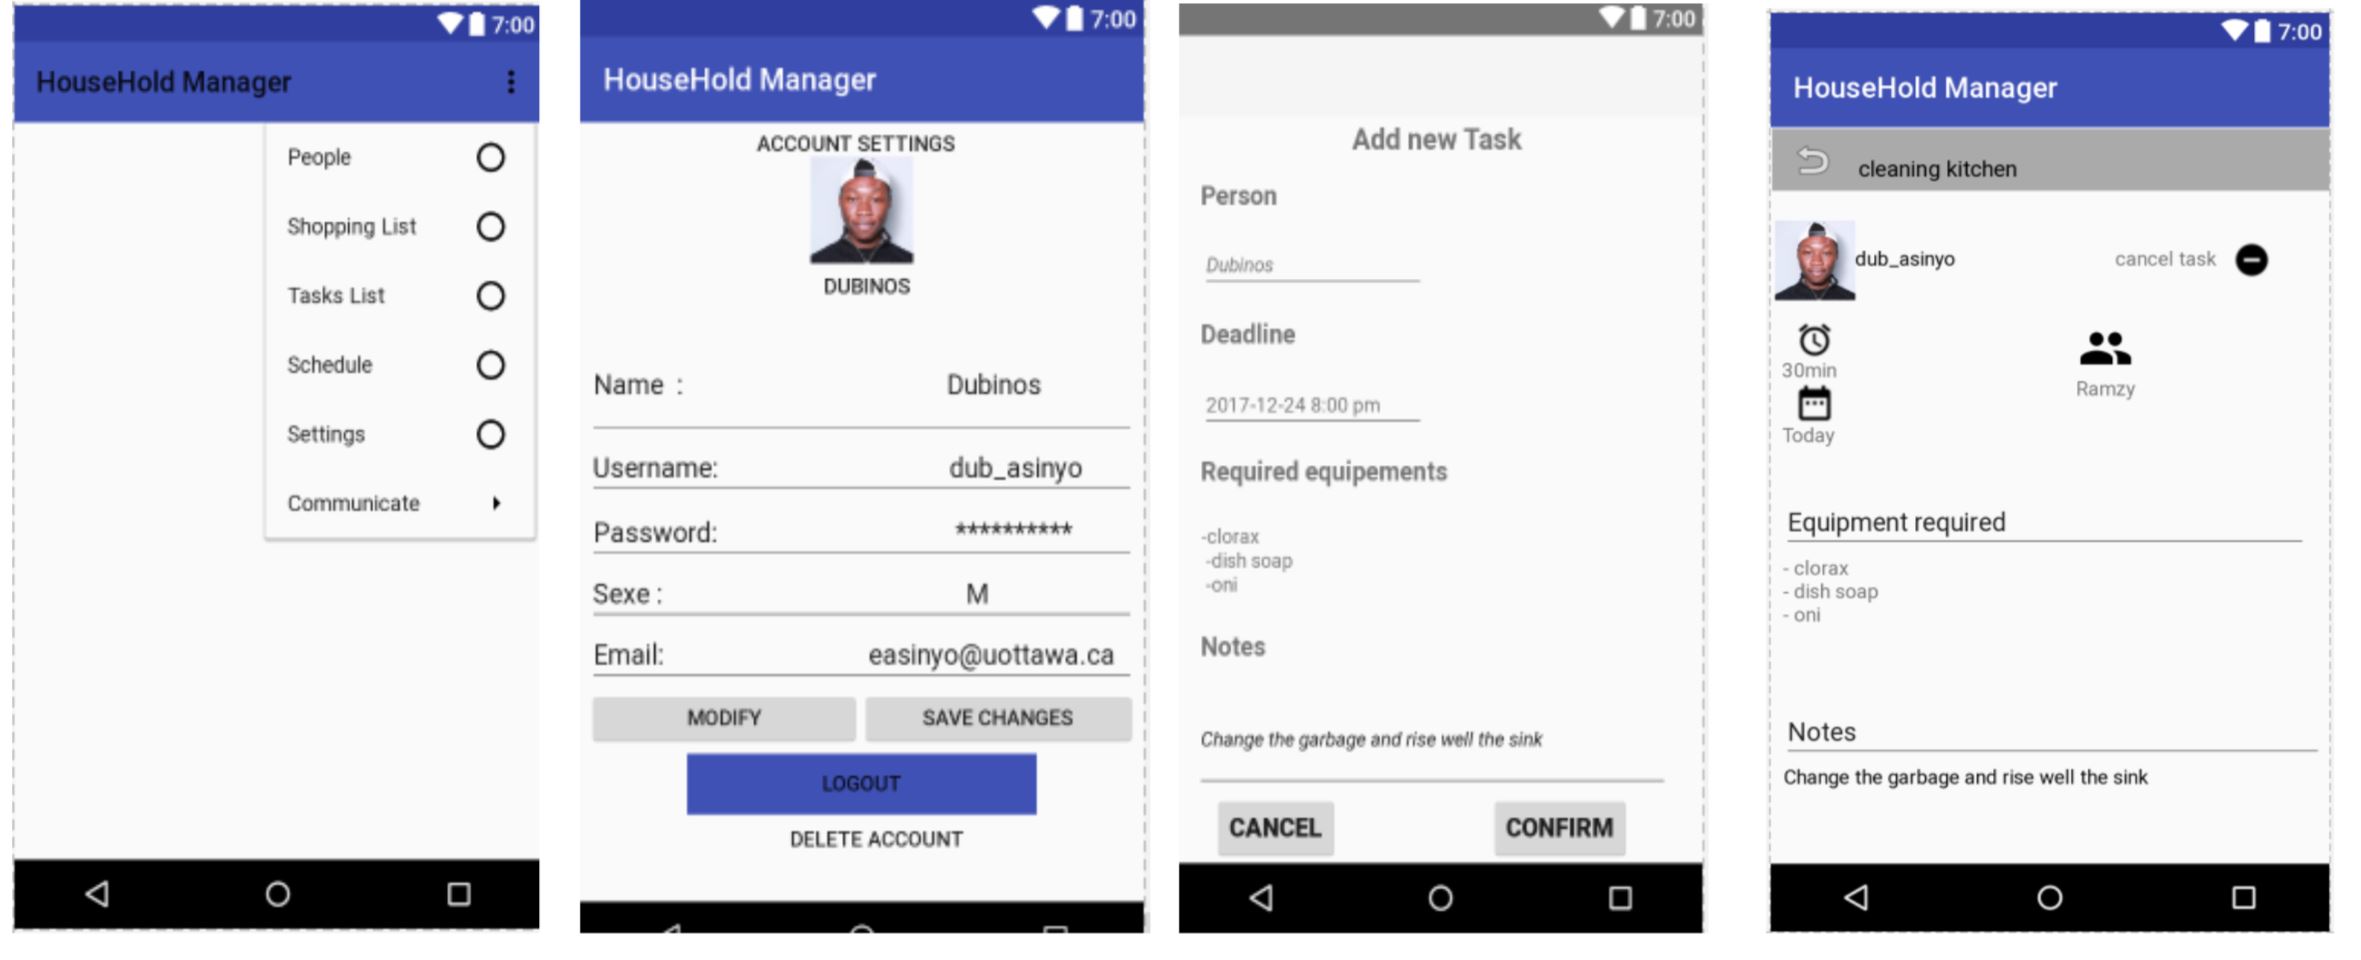 7:00
HouseHold Manager
People
Shopping List
Tasks List
Schedule
Settings
Communicate
7:00
HouseHold Manager
ACCOUNT SETTINGS
DUBINOS
Name : Dubinos
Username: dub_asinyo
Password: **********
Sexe : M
Email: easinyo@uottawa.ca
MODIFY SAVE CHANGES
LOGOUT
DELETE ACCOUNT
7:00
Add new Task
Person
Dubinos
Deadline
2017-12-24 8:00 pm
Required equipements
-clorax
-dish soap
-oni
Notes
Change the garbage and rise well the sink
CANCEL CONFIRM
7:00
HouseHold Manager
cleaning kitchen
dub_asinyo cancel task
30min
Ramzy
Today
Equipment required
- clorax
- dish soap
- oni
Notes
Change the garbage and rise well the sink